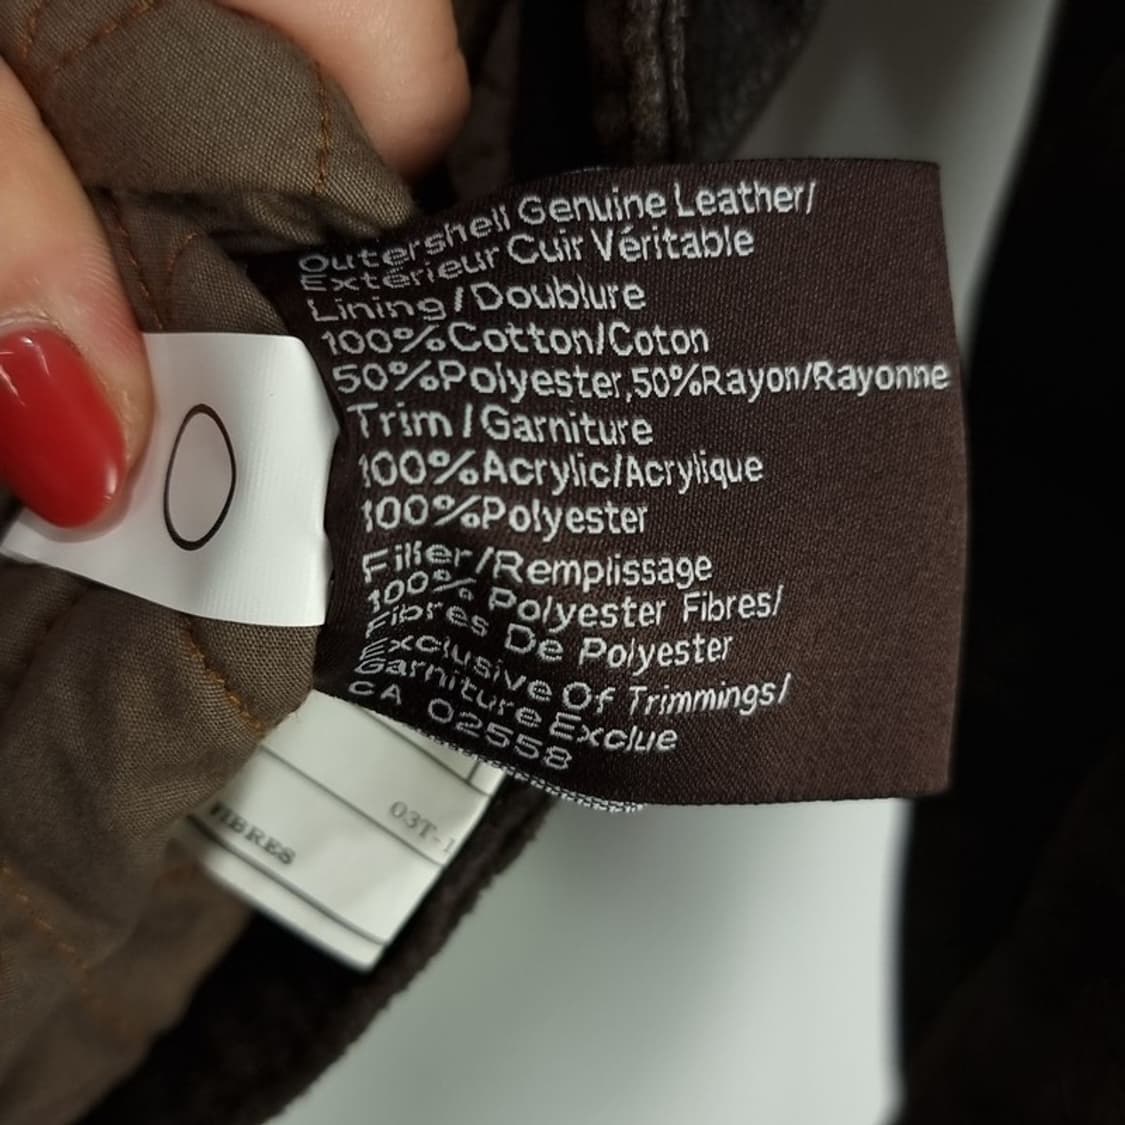 Outershell Genuine Leather/
Extérieur Cuir Véritable
Lining/Doublure
100%Cotton/Coton
50%Polyester,50%Rayon/Rayonne
Trim/Garniture
100%Acrylic/Acrylique
100%Polyester
Filler/Remplissage
100% Polyester Fibres/
Fibres De Polyester
Exclusive Of Trimmings/
Garniture Exclue
CA 02558
O
03T-1
FIBRES